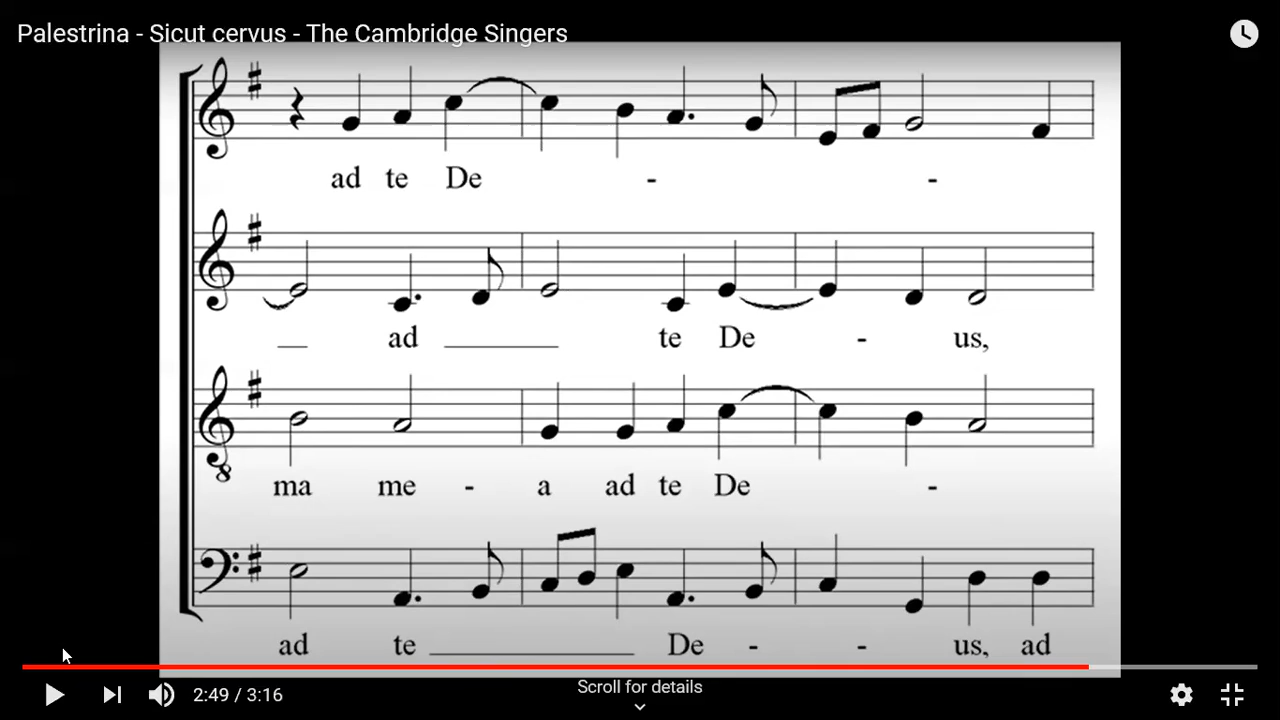 Palestrina - Sicut cervus - The Cambridge Singers
ad te De - -
ad te De - us,
8
ma me - a ad te De -
ad te De - - us, ad
2:49 / 3:16
Scroll for details